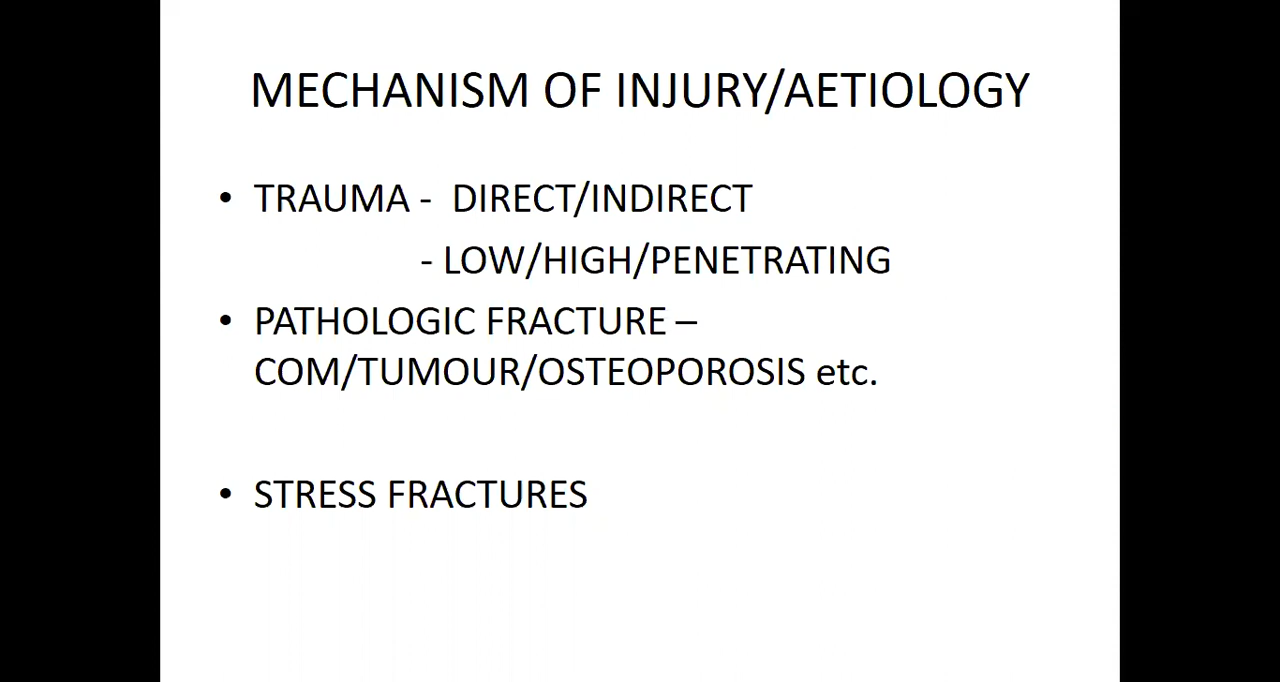 MECHANISM OF INJURY/AETIOLOGY
• TRAUMA - DIRECT/INDIRECT
- LOW/HIGH/PENETRATING
• PATHOLOGIC FRACTURE –
COM/TUMOUR/OSTEOPOROSIS etc.
• STRESS FRACTURES